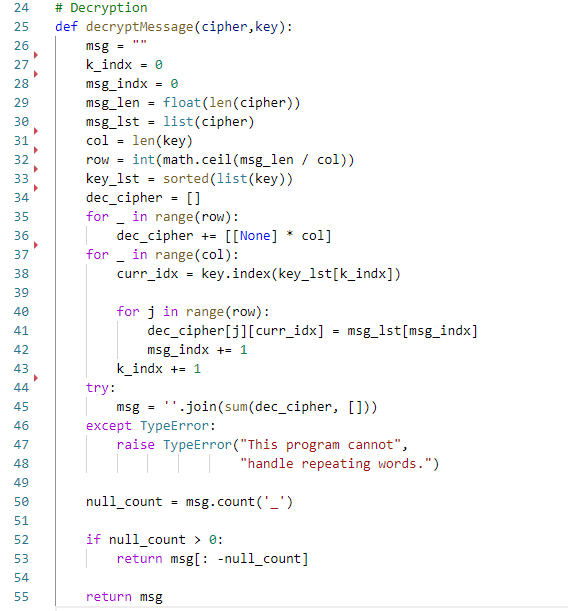 24 # Decryption
25 def decryptMessage(cipher,key):
26     msg = ""
27     k_indx = 0
28     msg_indx = 0
29     msg_len = float(len(cipher))
30     msg_lst = list(cipher)
31     col = len(key)
32     row = int(math.ceil(msg_len / col))
33     key_lst = sorted(list(key))
34     dec_cipher = []
35     for _ in range(row):
36         dec_cipher += [[None] * col]
37     for _ in range(col):
38         curr_idx = key.index(key_lst[k_indx])
39
40         for j in range(row):
41             dec_cipher[j][curr_idx] = msg_lst[msg_indx]
42             msg_indx += 1
43         k_indx += 1
44     try:
45         msg = ''.join(sum(dec_cipher, []))
46     except TypeError:
47         raise TypeError("This program cannot",
48                         "handle repeating words.")
49
50     null_count = msg.count('_')
51
52     if null_count > 0:
53         return msg[: -null_count]
54
55     return msg